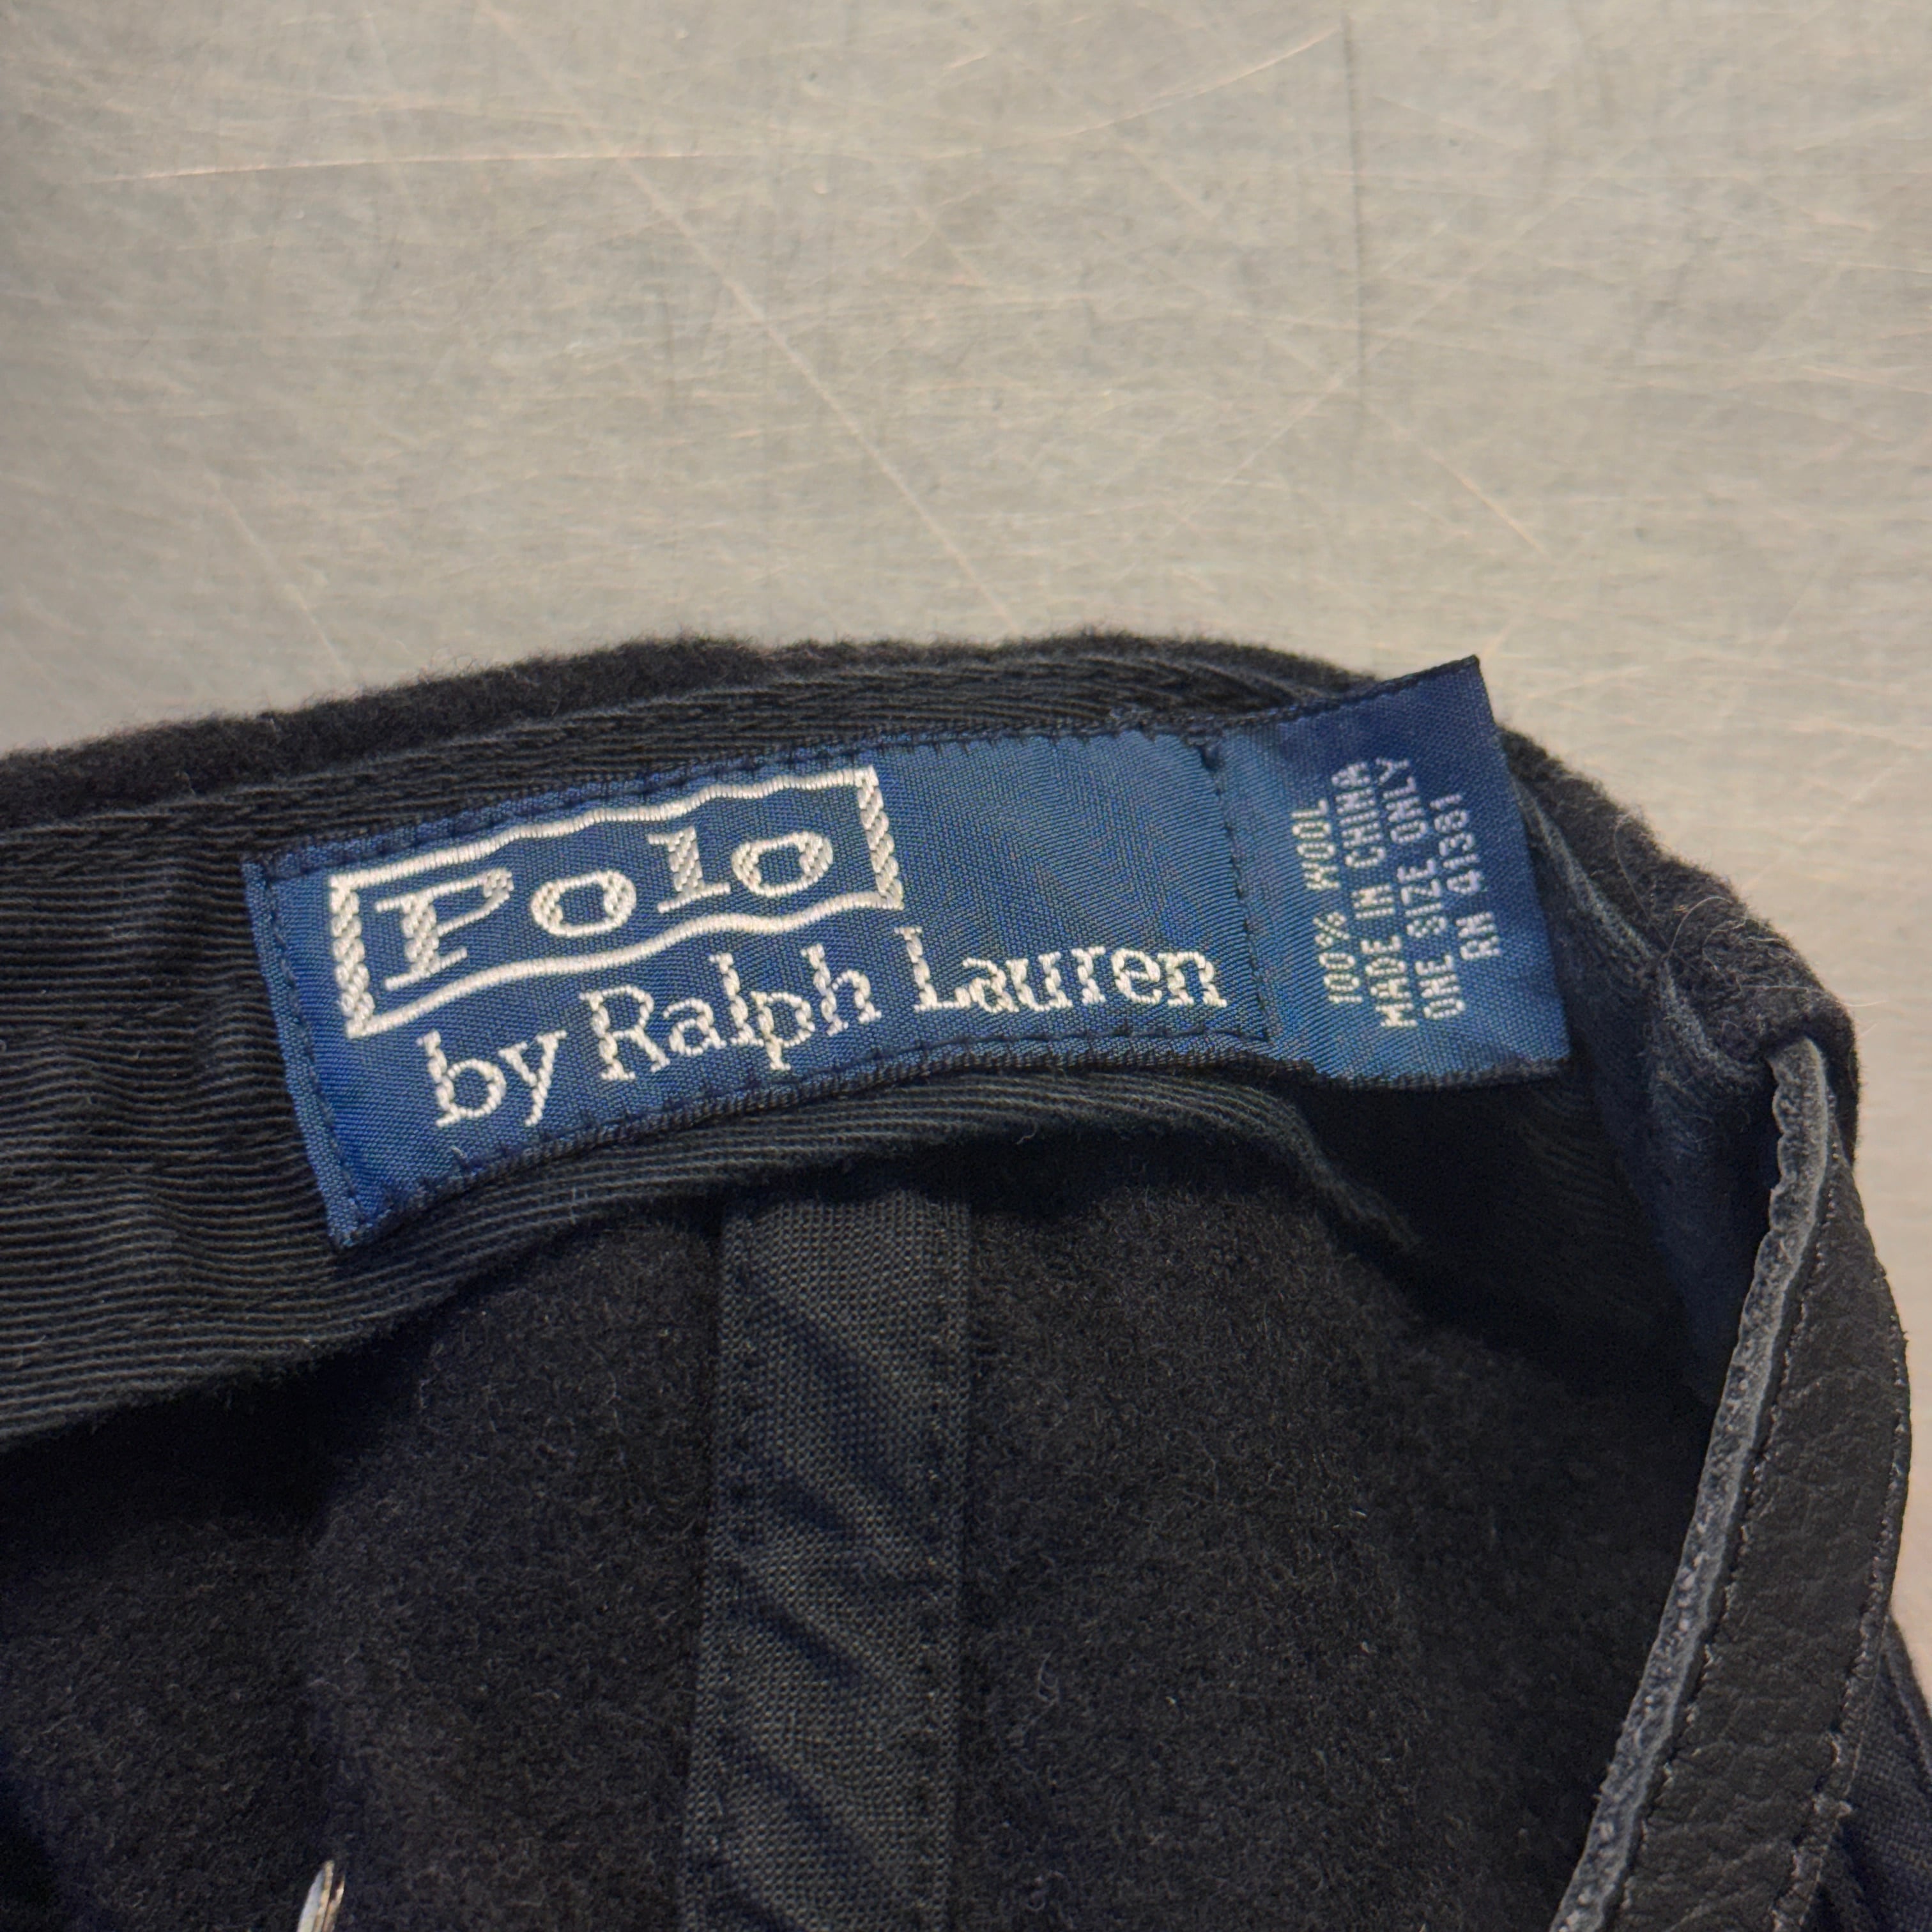 Polo
by Ralph Lauren
100% WOOL
MADE IN CHINA
ONE SIZE ONLY
RN 41381